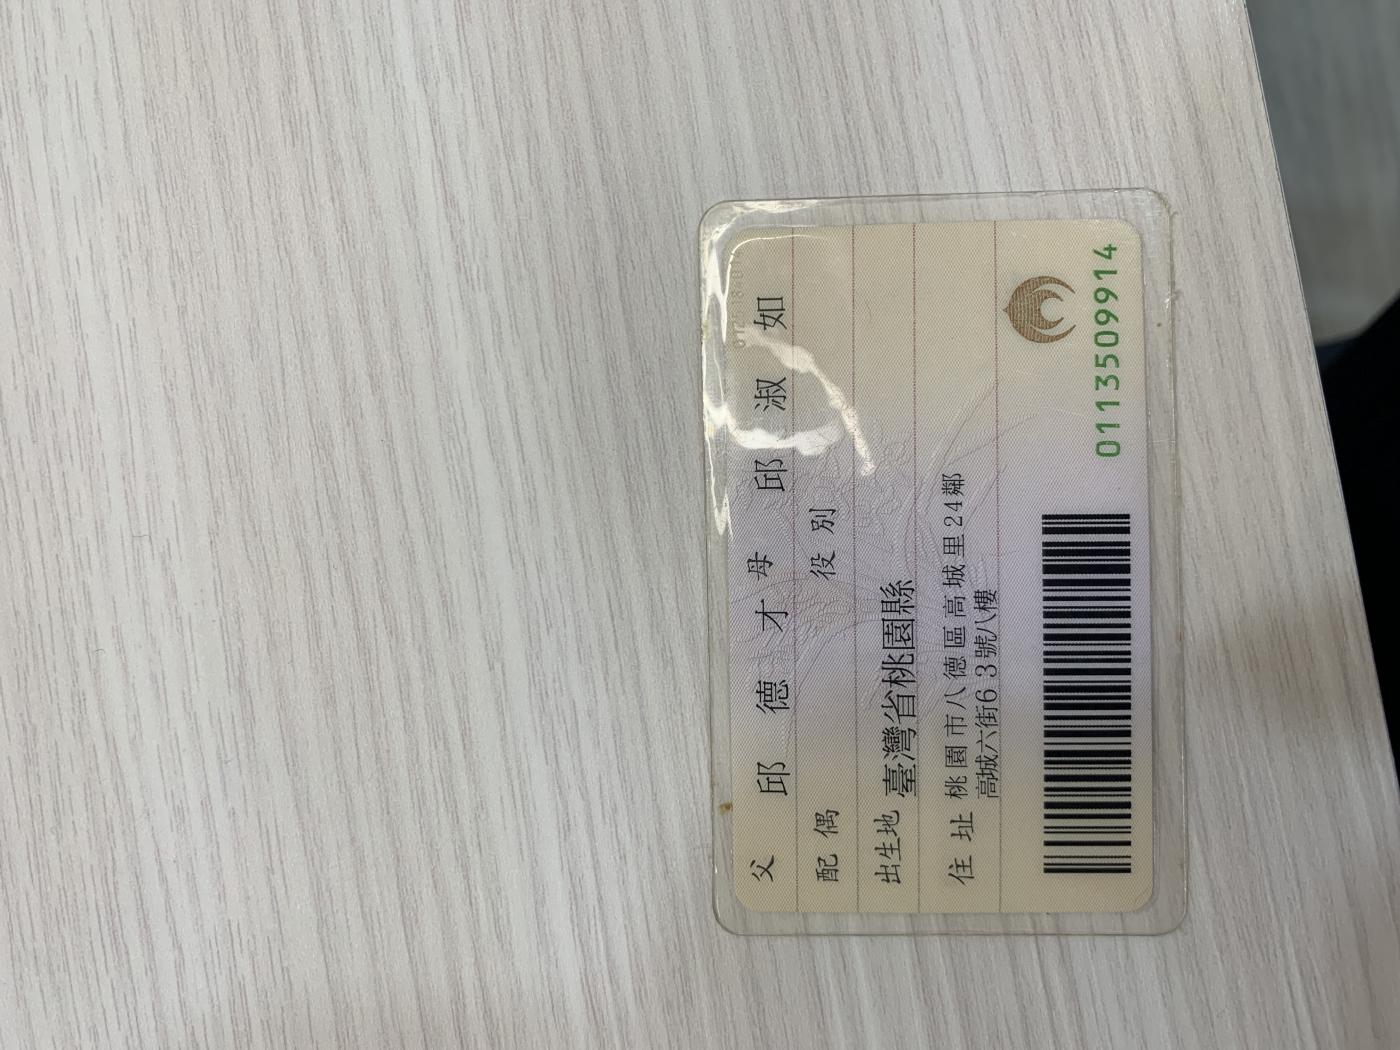 父 邱德才 母 邱淑如
配偶 役別
出生地 臺灣省桃園縣
住址 桃園市八德區高城里24鄰
高城六街63號八樓
0113509914